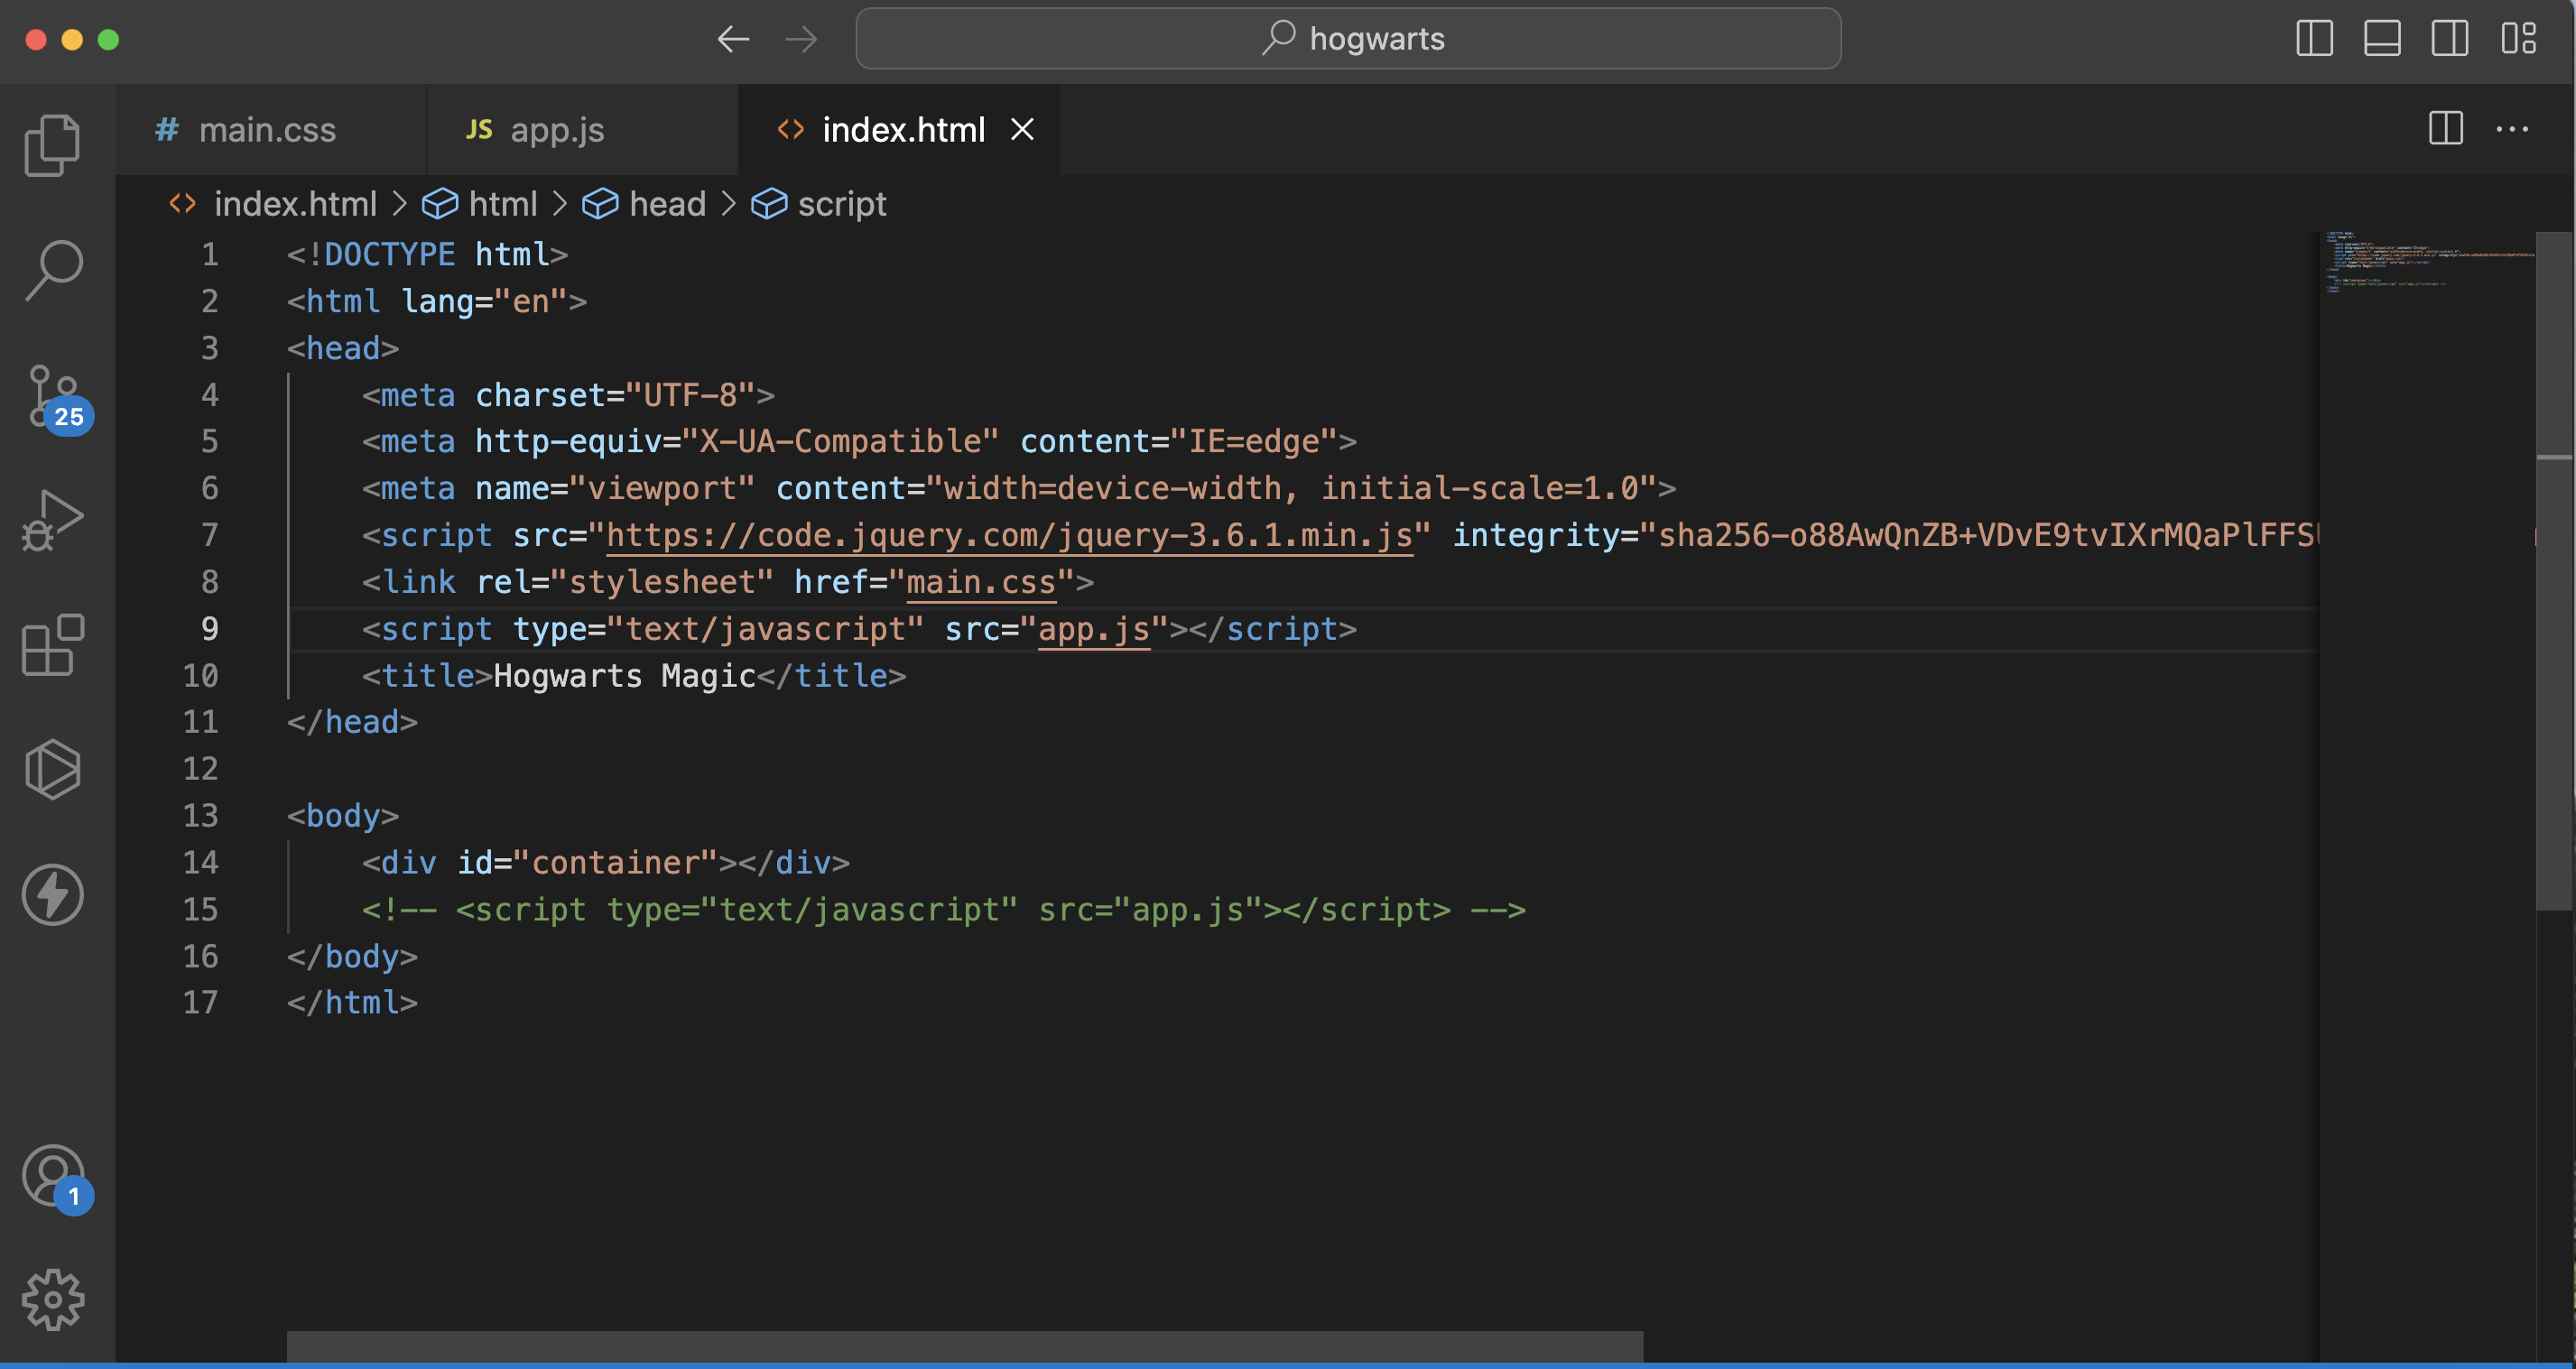 hogwarts
# main.css
JS app.js
<> index.html
<> index.html > html > head > script
1 <!DOCTYPE html>
2 <html lang="en">
3 <head>
4 <meta charset="UTF-8">
5 <meta http-equiv="X-UA-Compatible" content="IE=edge">
6 <meta name="viewport" content="width=device-width, initial-scale=1.0">
7 <script src="https://code.jquery.com/jquery-3.6.1.min.js" integrity="sha256-o88AwQnZB+VDvE9tvIXrMQaPlFFSU
8 <link rel="stylesheet" href="main.css">
9 <script type="text/javascript" src="app.js"></script>
10 <title>Hogwarts Magic</title>
11 </head>
12
13 <body>
14 <div id="container"></div>
15 <!-- <script type="text/javascript" src="app.js"></script> -->
16 </body>
17 </html>
25
1